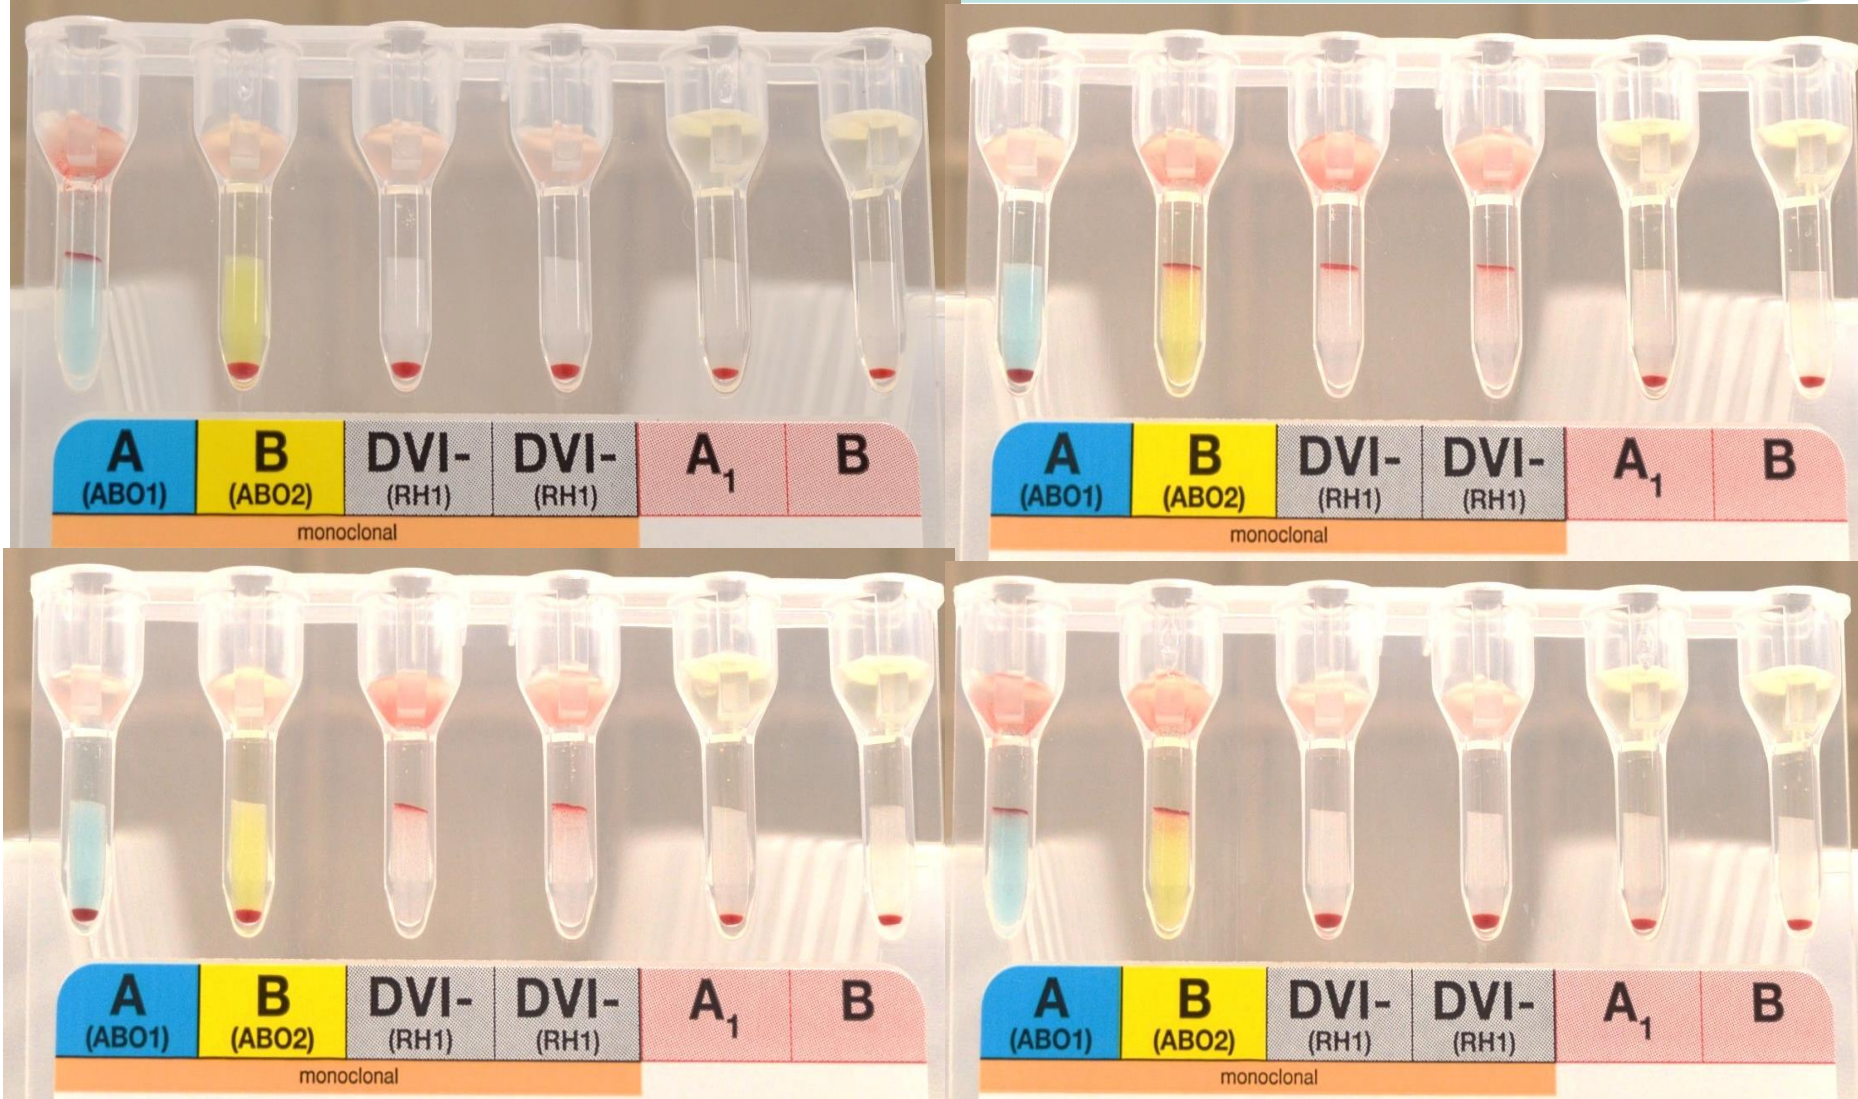 A B DVI- DVI- A1 B
(ABO1) (ABO2) (RH1) (RH1)
monoclonal
A B DVI- DVI- A1 B
(ABO1) (ABO2) (RH1) (RH1)
monoclonal
A B DVI- DVI- A1 B
(ABO1) (ABO2) (RH1) (RH1)
monoclonal
A B DVI- DVI- A1 B
(ABO1) (ABO2) (RH1) (RH1)
monoclonal